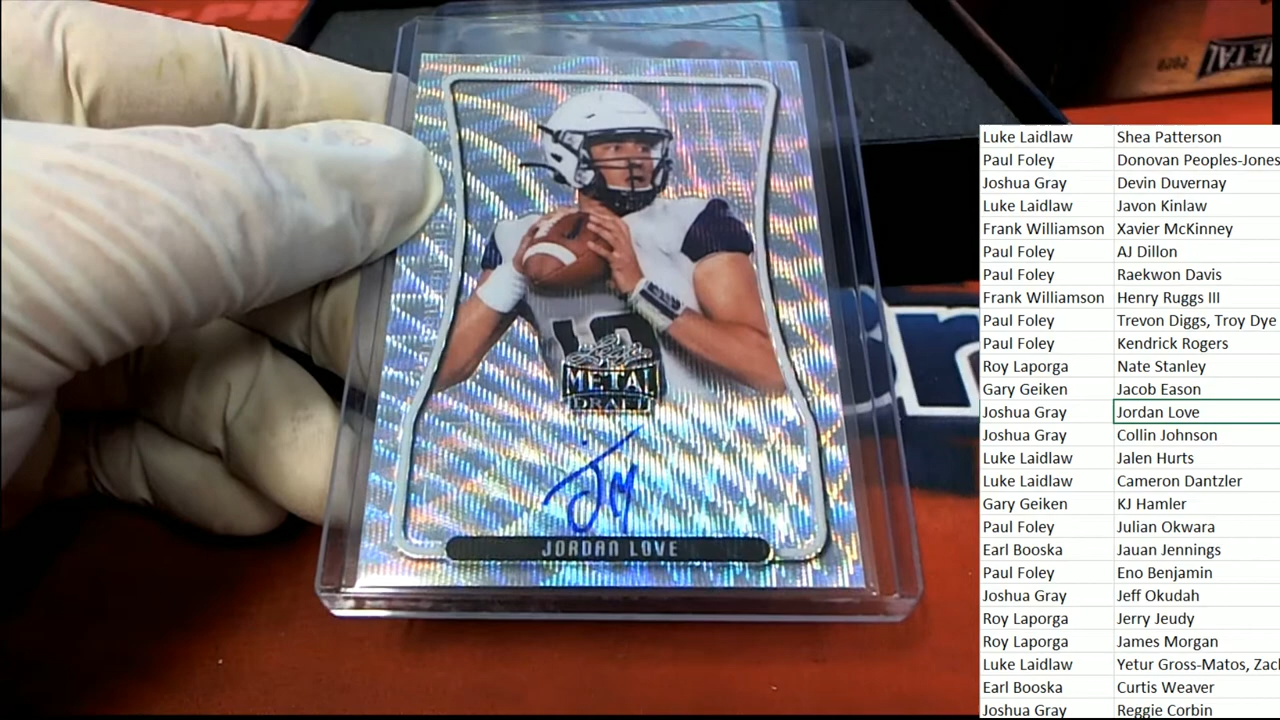 2020
METAL
Leaf
METAL
DRAFT
JORDAN LOVE
Luke Laidlaw Shea Patterson
Paul Foley Donovan Peoples-Jones
Joshua Gray Devin Duvernay
Luke Laidlaw Javon Kinlaw
Frank Williamson Xavier McKinney
Paul Foley AJ Dillon
Paul Foley Raekwon Davis
Frank Williamson Henry Ruggs III
Paul Foley Trevon Diggs, Troy Dye
Paul Foley Kendrick Rogers
Roy Laporga Nate Stanley
Gary Geiken Jacob Eason
Joshua Gray Jordan Love
Joshua Gray Collin Johnson
Luke Laidlaw Jalen Hurts
Luke Laidlaw Cameron Dantzler
Gary Geiken KJ Hamler
Paul Foley Julian Okwara
Earl Booska Jauan Jennings
Paul Foley Eno Benjamin
Joshua Gray Jeff Okudah
Roy Laporga Jerry Jeudy
Roy Laporga James Morgan
Luke Laidlaw Yetur Gross-Matos, Zac
Earl Booska Curtis Weaver
Joshua Gray Reggie Corbin